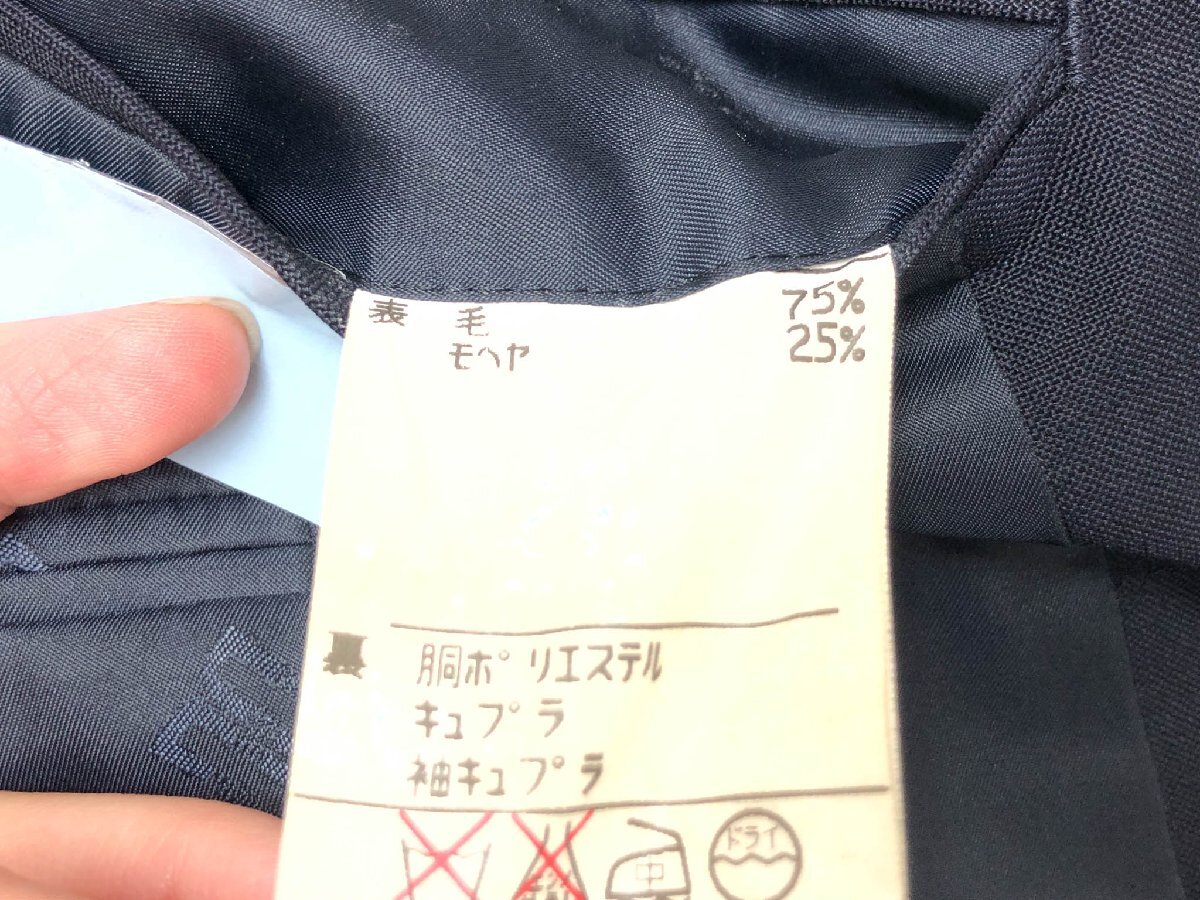 表 毛 75%
モヘヤ 25%
裏 胴ポリエステル
キュプラ
袖キュプラ
中 ドライ